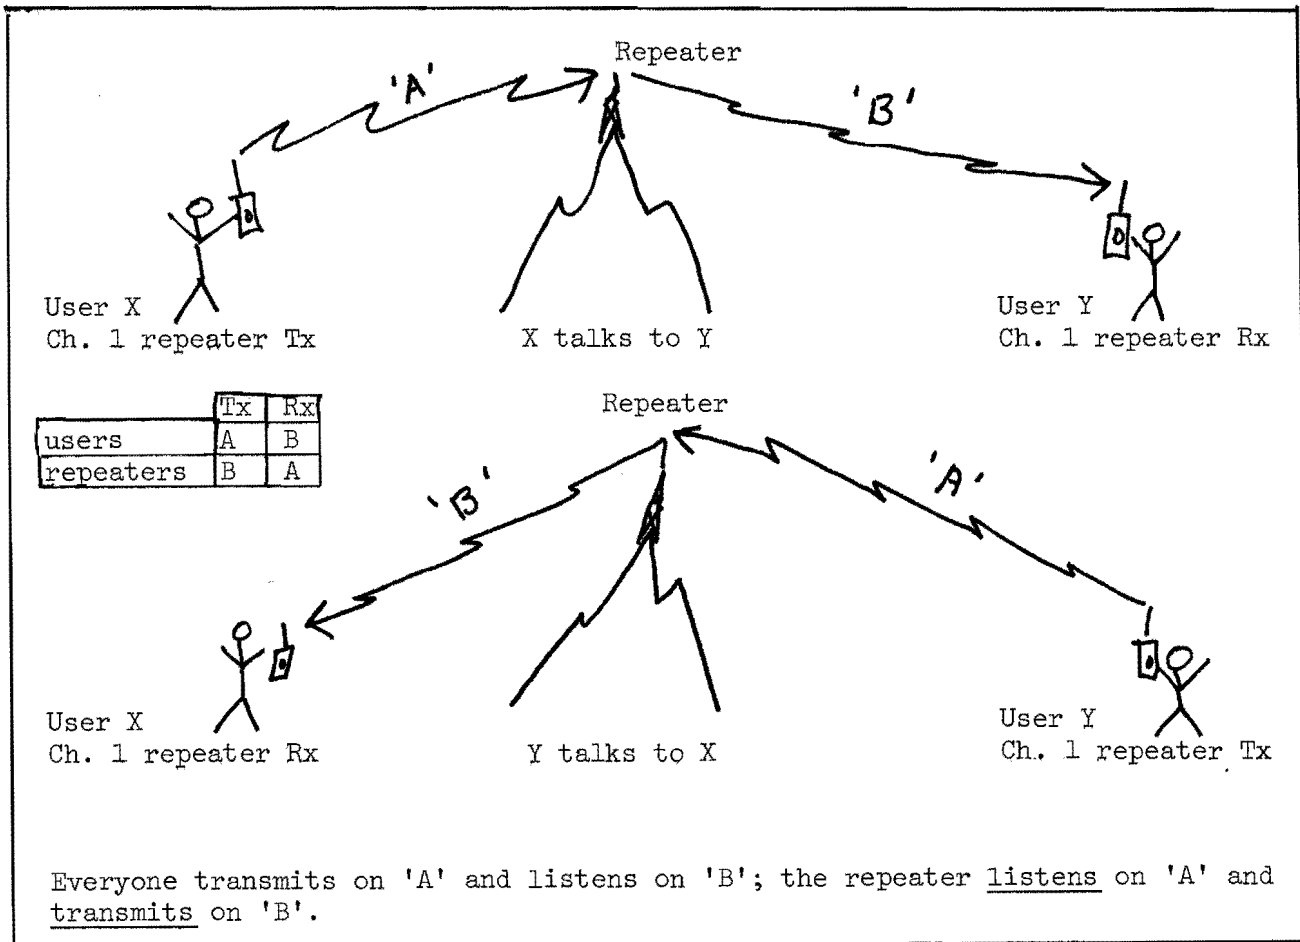 Repeater
'A'
'B'
User X
Ch. 1 repeater Tx
X talks to Y
User Y
Ch. 1 repeater Rx
Tx Rx
users A B
repeaters B A
Repeater
'B'
'A'
User X
Ch. 1 repeater Rx
Y talks to X
User Y
Ch. 1 repeater Tx
Everyone transmits on 'A' and listens on 'B'; the repeater listens on 'A' and
transmits on 'B'.